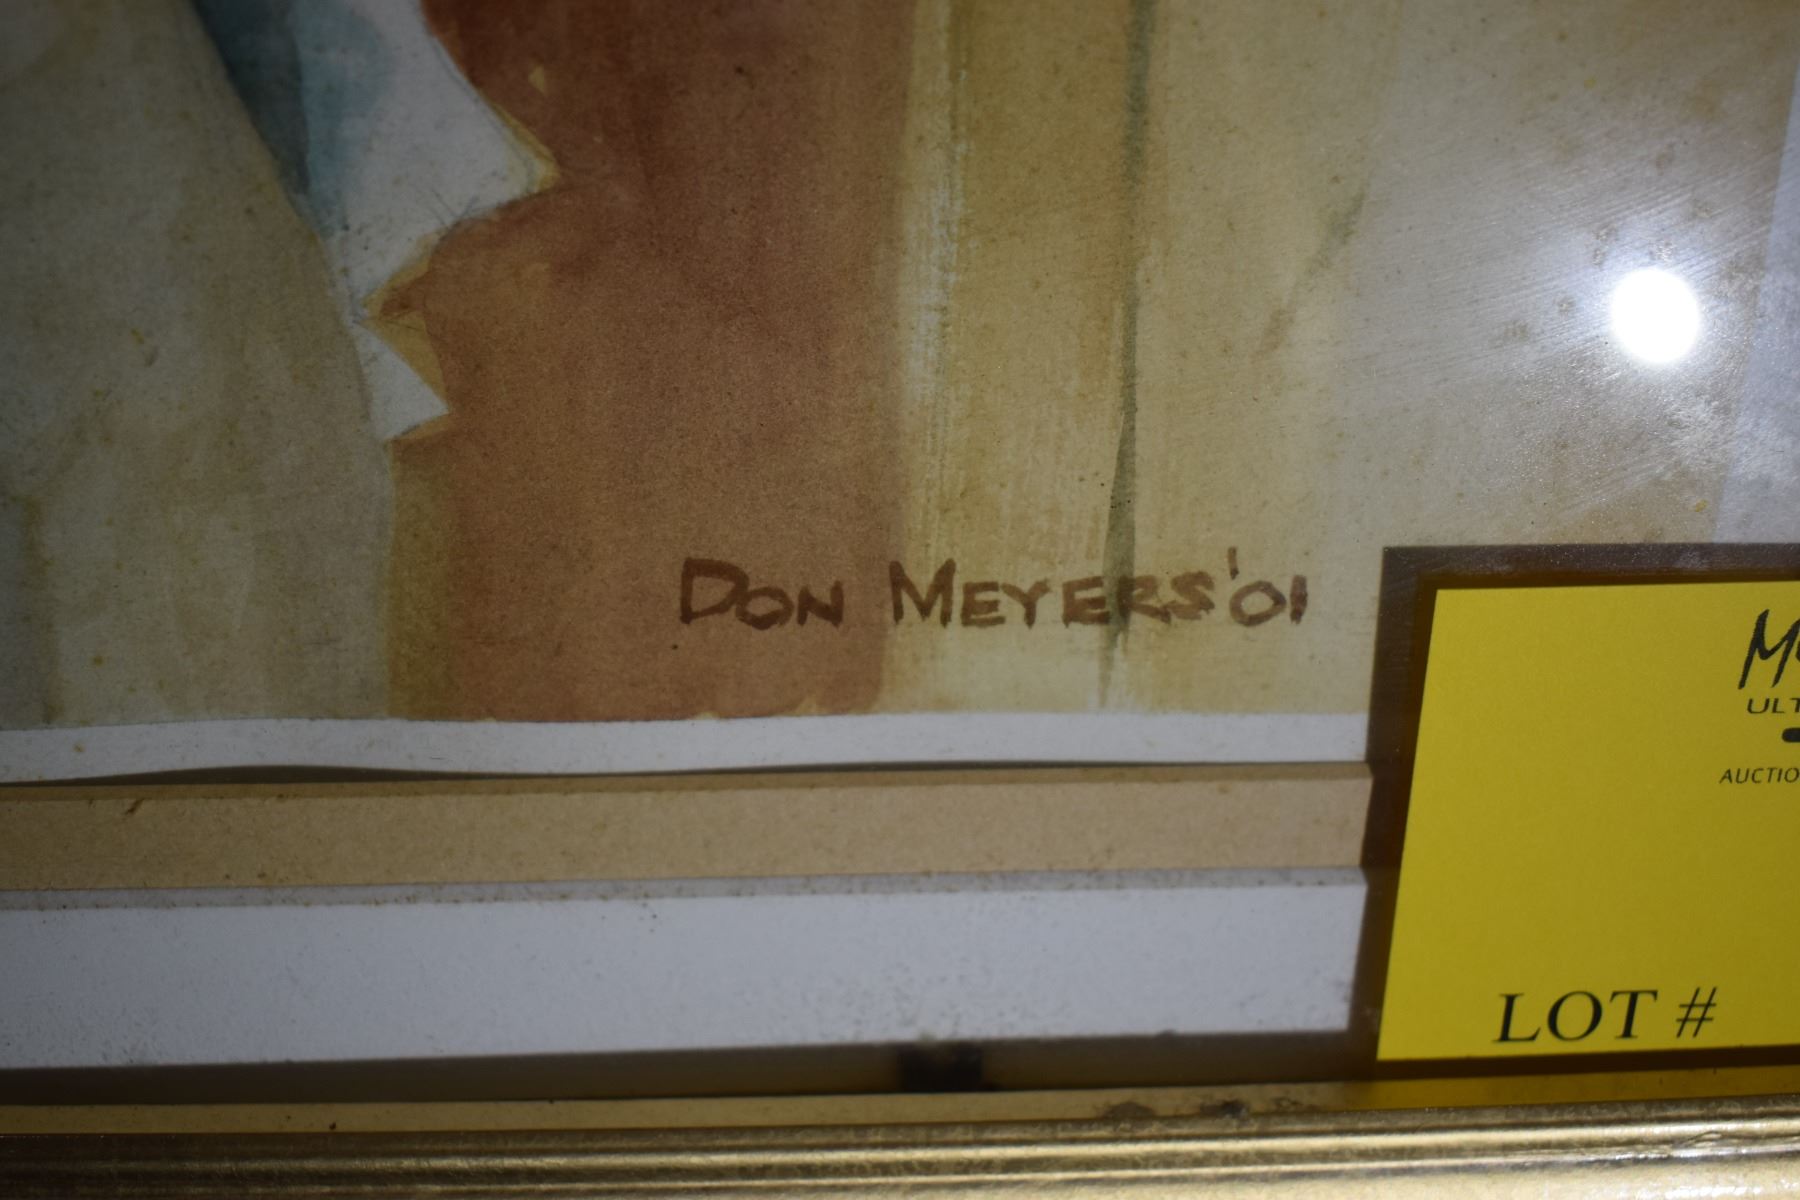 DON MEYERS '01
LOT #